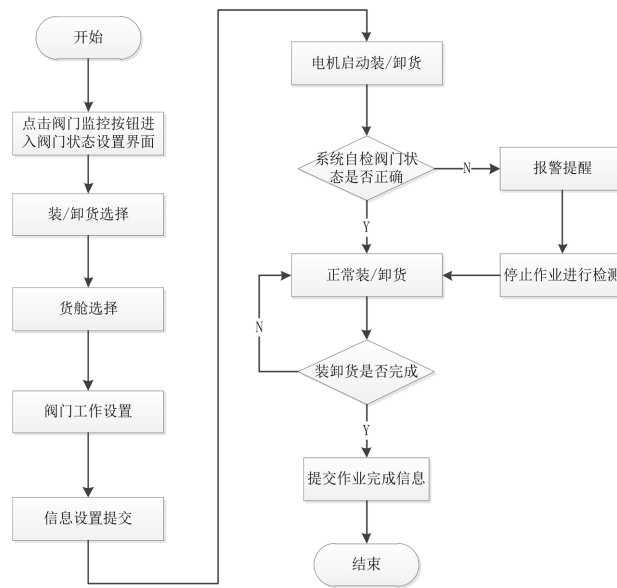 开始
点击阀门监控按钮进
入阀门状态设置界面
装/卸货选择
货舱选择
阀门工作设置
信息设置提交
电机启动装/卸货
系统自检阀门状
态是否正确
N
报警提醒
Y
正常装/卸货
停止作业进行检测
N
装卸货是否完成
Y
提交作业完成信息
结束